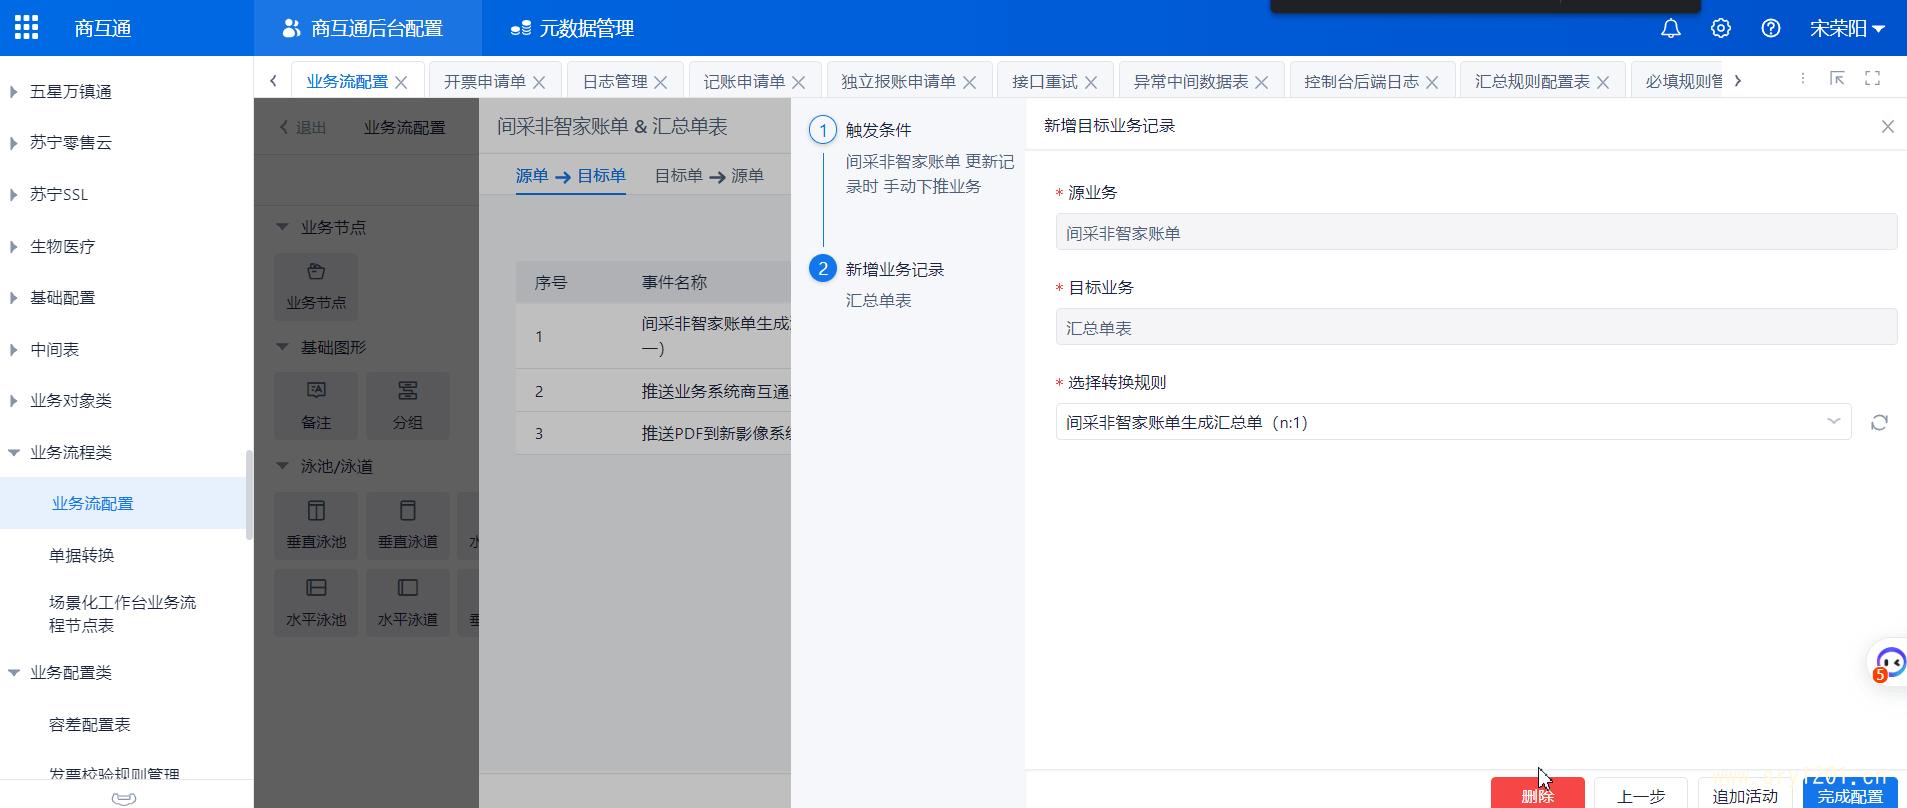 商互通
商互通后台配置
元数据管理
宋荣阳
业务流配置
开票申请单
日志管理
记账申请单
独立报账申请单
接口重试
异常中间数据表
控制台后端日志
汇总规则配置表
必填规则管
五星万镇通
苏宁零售云
苏宁SSL
生物医疗
基础配置
中间表
业务对象类
业务流程类
业务流配置
单据转换
场景化工作台业务流
程节点表
业务配置类
容差配置表
发票校验规则管理
退出
业务流配置
业务节点
业务节点
基础图形
备注
分组
泳池/泳道
垂直泳池
垂直泳道
水平泳池
水平泳道
间采非智家账单 & 汇总单表
源单
目标单
目标单
源单
序号
事件名称
1
间采非智家账单生成
一)
2
推送业务系统商互通
3
推送PDF到新影像系统
1
触发条件
间采非智家账单 更新记
录时 手动下推业务
2
新增业务记录
汇总单表
新增目标业务记录
* 源业务
间采非智家账单
* 目标业务
汇总单表
* 选择转换规则
间采非智家账单生成汇总单（n:1）
5
删除
上一步
追加活动
完成配置